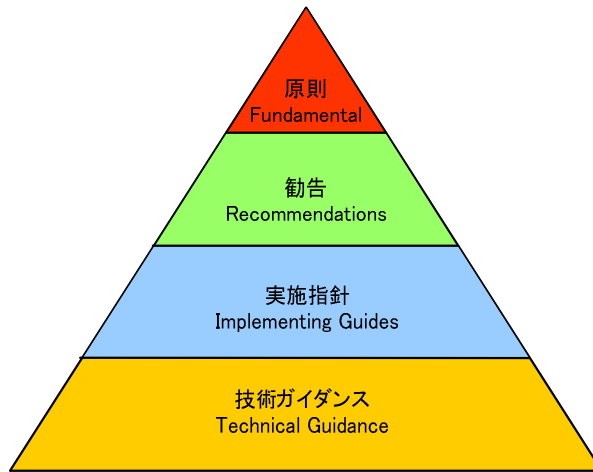 原則
Fundamental
勧告
Recommendations
実施指針
Implementing Guides
技術ガイダンス
Technical Guidance